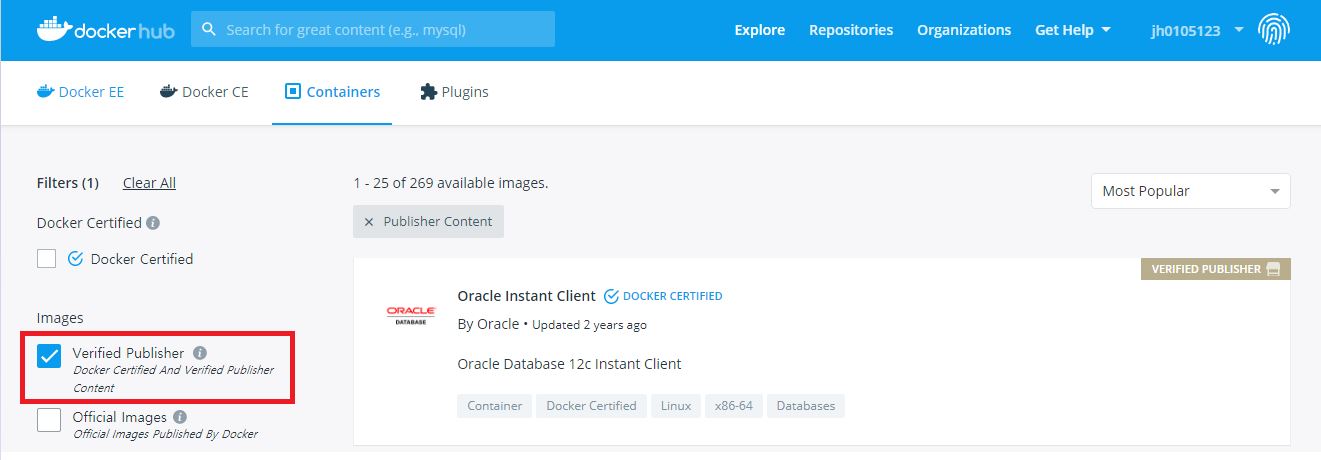 docker hub
Search for great content (e.g., mysql)
Explore
Repositories
Organizations
Get Help
jh0105123
Docker EE
Docker CE
Containers
Plugins
Filters (1)
Clear All
1 - 25 of 269 available images.
Most Popular
Publisher Content
Docker Certified
Docker Certified
Images
Verified Publisher
Docker Certified And Verified Publisher
Content
Official Images
Official Images Published By Docker
VERIFIED PUBLISHER
ORACLE
DATABASE
Oracle Instant Client
DOCKER CERTIFIED
By Oracle • Updated 2 years ago
Oracle Database 12c Instant Client
Container
Docker Certified
Linux
x86-64
Databases